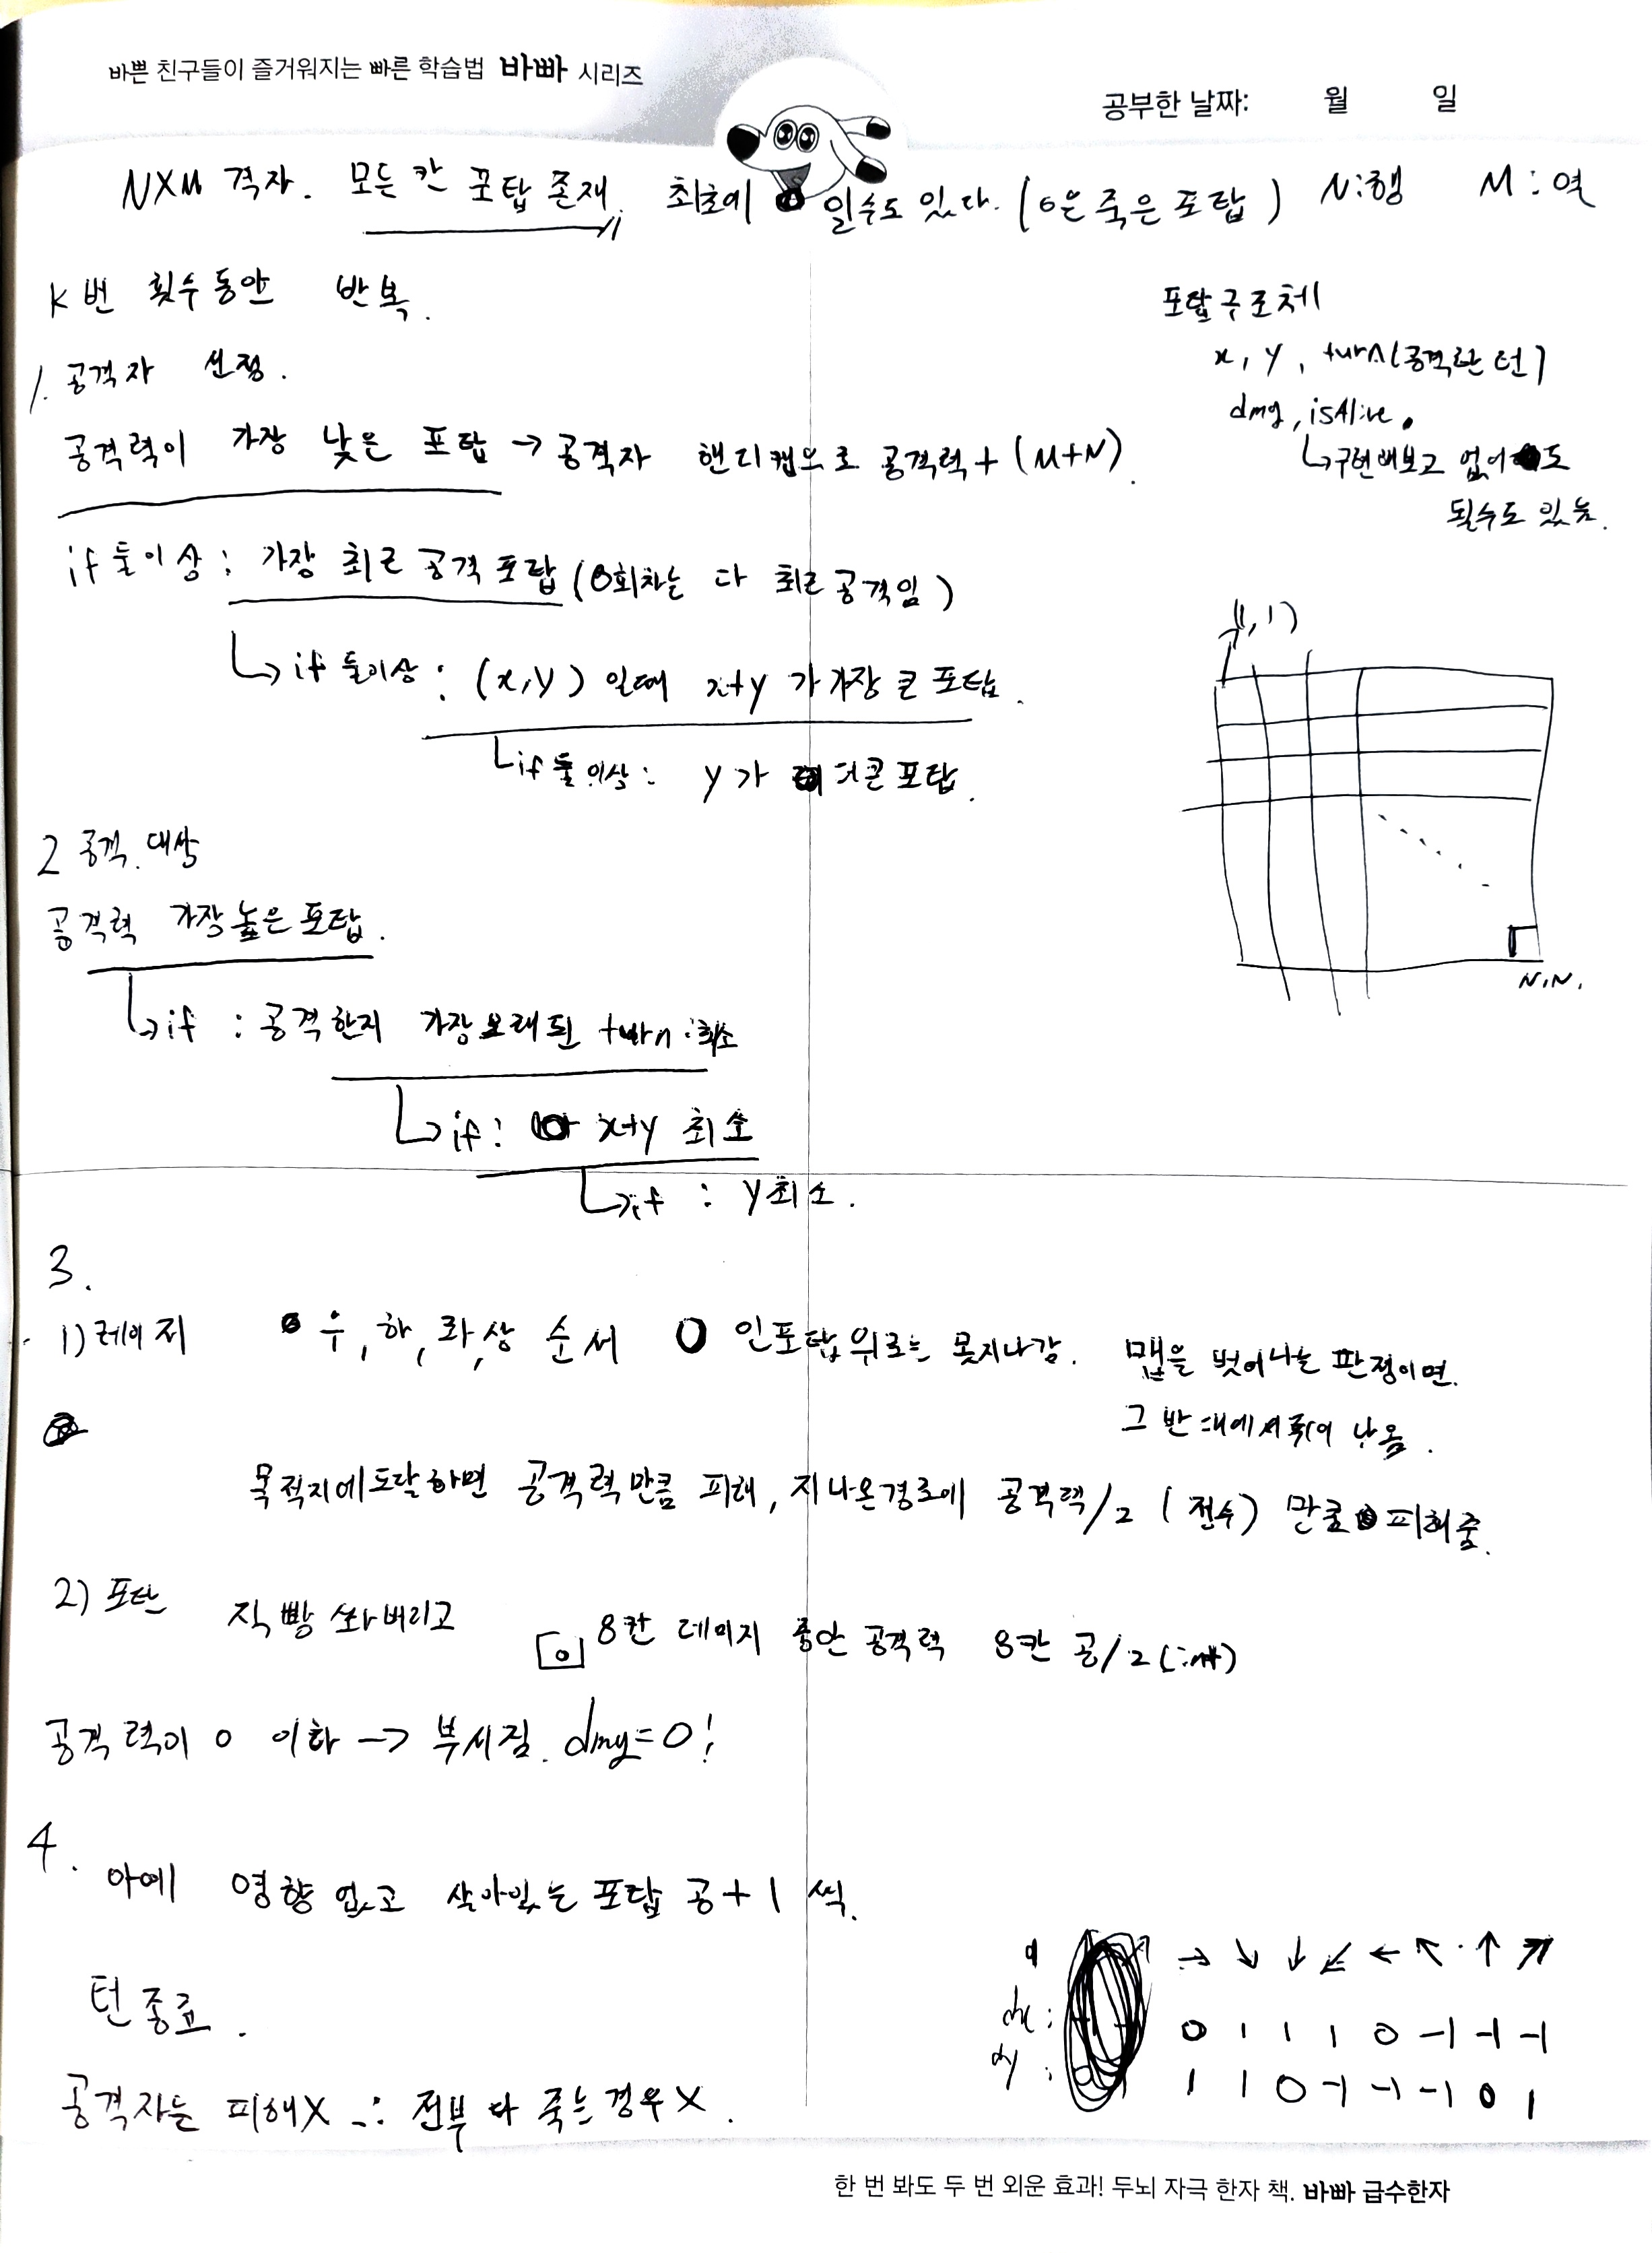 바쁜 친구들이 즐거워지는 빠른 학습법 바빠 시리즈
공부한 날짜: 월 일
NXM 격자. 모든 칸 포탑 존재. 최초에 0일수도 있다. (0은 죽은 포탑) N:행 M:열
K번 횟수동안 반복.
포탑구조체
x, y, turn(공격한 턴)
dmg, isAlive.
↳구현해보고 없어도
될수도 있음.
1. 공격자 선정.
공격력이 가장 낮은 포탑 → 공격자 핸디캡으로 공격력+(M+N).
if 둘이상: 가장 최근 공격 포탑 (0회차는 다 최근 공격임)
↳if 둘이상: (x,y) 일때 x+y 가 가장 큰 포탑.
↳if 둘 이상: y가 더큰포탑.
(1,1)
N,N.
2 공격. 대상
공격력 가장높은포탑.
↳if : 공격한지 가장오래된 turn:최소
↳if: x+y 최소
↳if : y최소.
3.
1) 레이저 우, 하, 좌, 상 순서 0 인포탑위로는 못지나감. 맵을 벗어나는 판정이면.
그 반대에서 튀어 나옴.
목적지에도달하면 공격력만큼 피해, 지나온경로에 공격력/2 (정수) 만큼 피해줌.
2) 포탄 직빵 쏴버리고 8칸 데미지 중앙 공격력 8칸 공/2(int)
공격력이 0 이하 → 부서짐. dmg=0!
4.
아예 영향 없고 살아있는 포탑 공+1 씩.
턴종료.
공격자는 피해X ∴ 전부 다 죽는경우X.
→ ↘ ↓ ↙ ← ↖ ↑ ↗
dx: 0 1 1 1 0 -1 -1 -1
dy: 1 1 0 -1 -1 -1 0 1
한 번 봐도 두 번 외운 효과! 두뇌 자극 한자 책. 바빠 급수한자